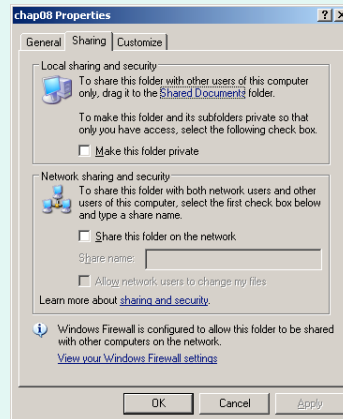 chap08 Properties
General Sharing Customize
Local sharing and security
To share this folder with other users of this computer
only, drag it to the Shared Documents folder.
To make this folder and its subfolders private so that
only you have access, select the following check box.
Make this folder private
Network sharing and security
To share this folder with both network users and other
users of this computer, select the first check box below
and type a share name.
Share this folder on the network
Share name:
Allow network users to change my files
Learn more about sharing and security.
Windows Firewall is configured to allow this folder to be shared
with other computers on the network.
View your Windows Firewall settings
OK Cancel Apply